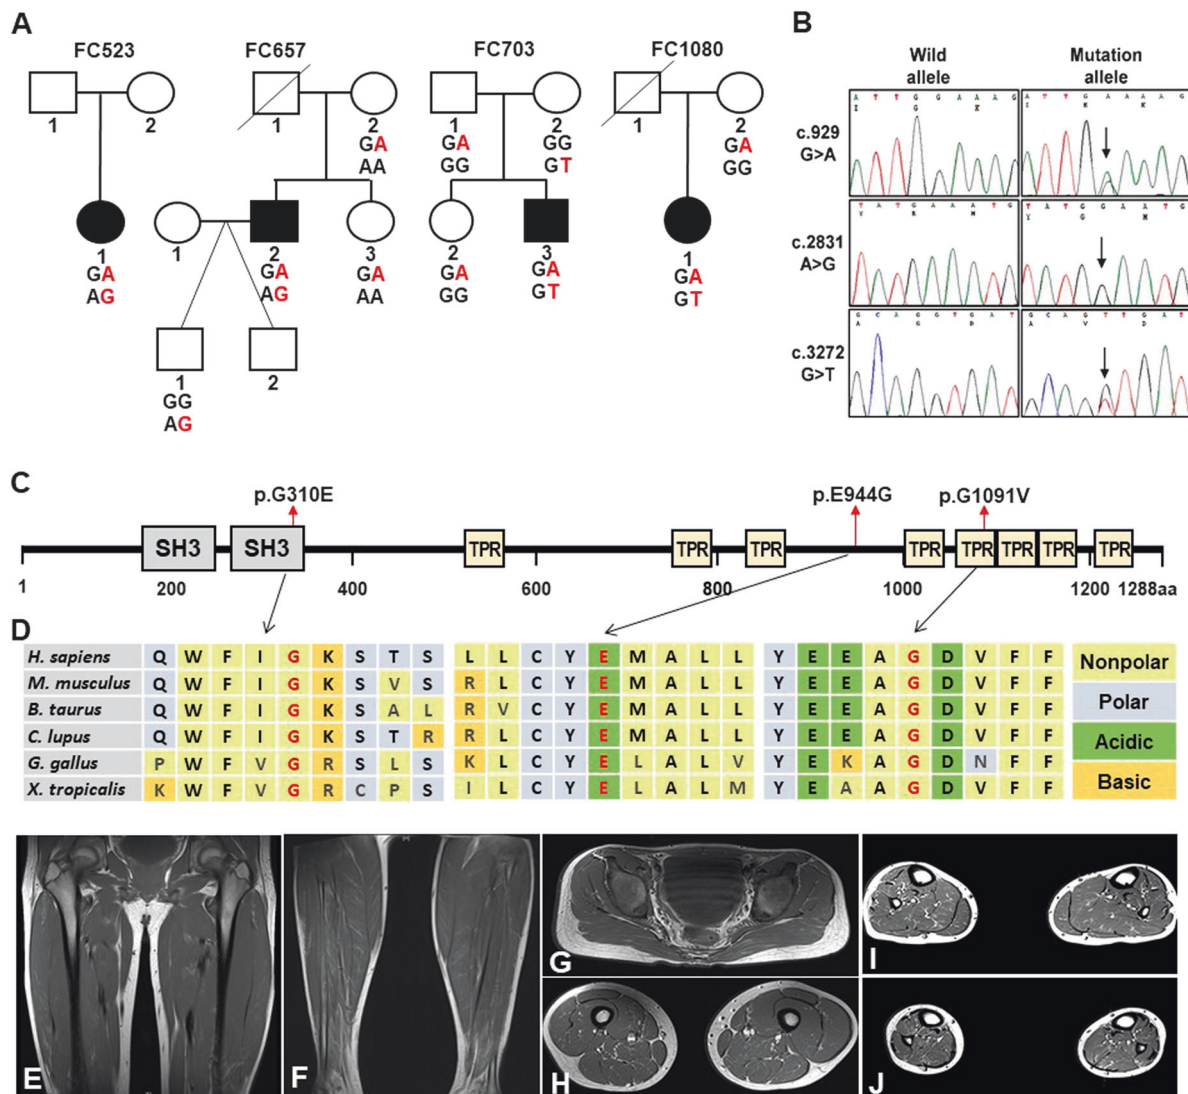 A
FC523 FC657 FC703 FC1080
1 2 1 2 1 2 1 2
GA GA GG GA
AA GG GT GG
1 1 2 3 2 3 1
GA GA GA GA GA GA
AG AG AA GG GT GT
1 2
GG
AG
B
Wild allele Mutation allele
c.929 G>A
A T T G G A A A G
I G K
A T T G A A A A G
I K K
c.2831 A>G
T A T G A A A T G
Y E M
T A T G G A A T G
Y G M
c.3272 G>T
G C A G G T G A T
A G D
G C A G T T G A T
A V D
C
p.G310E p.E944G p.G1091V
SH3 SH3 TPR TPR TPR TPR TPR TPR TPR TPR
1 200 400 600 800 1000 1200 1288aa
D
H. sapiens Q W F I G K S T S L L C Y E M A L L Y E E A G D V F F
M. musculus Q W F I G K S V S R L C Y E M A L L Y E E A G D V F F
B. taurus Q W F I G K S A L R V C Y E M A L L Y E E A G D V F F
C. lupus Q W F I G K S T R R L C Y E M A L L Y E E A G D V F F
G. gallus P W F V G R S L S K L C Y E L A L V Y E K A G D N F F
X. tropicalis K W F V G R C P S I L C Y E L A L M Y E A A G D V F F
Nonpolar
Polar
Acidic
Basic
E F G H I J